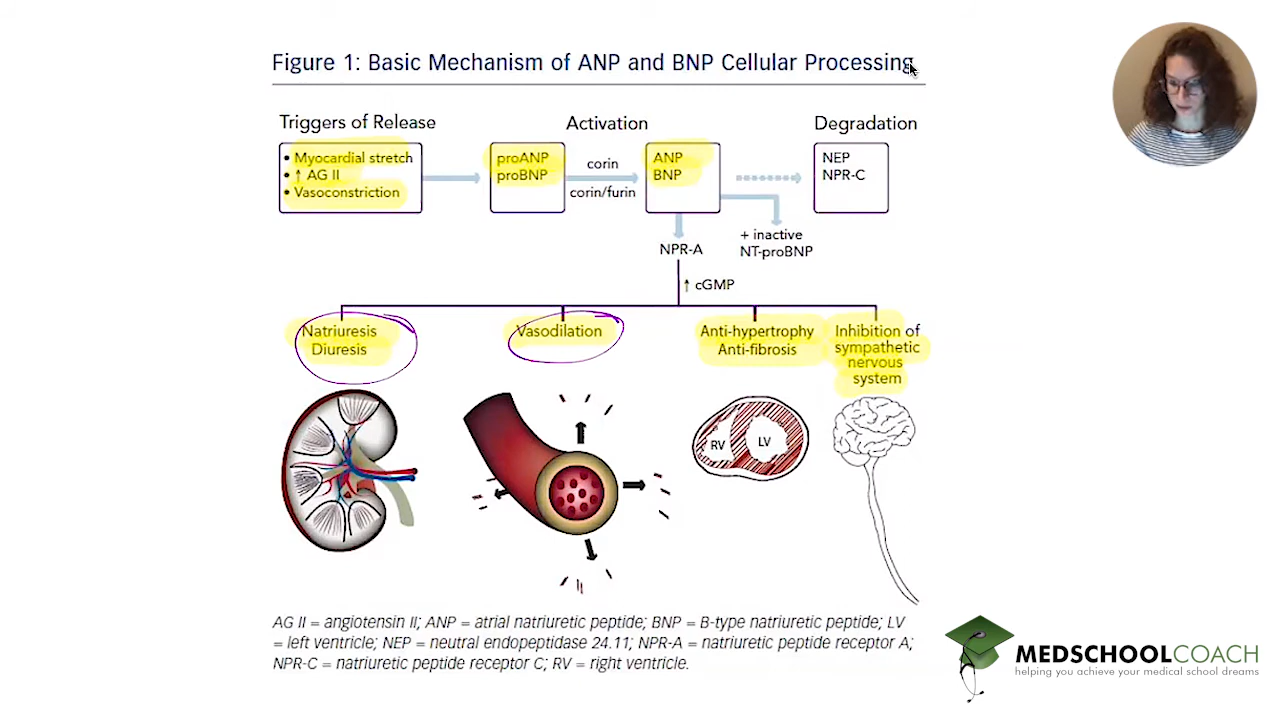 Figure 1: Basic Mechanism of ANP and BNP Cellular Processing
Triggers of Release
Activation
Degradation
• Myocardial stretch
• ↑ AG II
• Vasoconstriction
proANP
proBNP
corin
corin/furin
ANP
BNP
NEP
NPR-C
+ inactive
NT-proBNP
NPR-A
↑ cGMP
Natriuresis
Diuresis
Vasodilation
Anti-hypertrophy
Anti-fibrosis
Inhibition of
sympathetic
nervous
system
RV
LV
AG II = angiotensin II; ANP = atrial natriuretic peptide; BNP = B-type natriuretic peptide; LV
= left ventricle; NEP = neutral endopeptidase 24.11; NPR-A = natriuretic peptide receptor A;
NPR-C = natriuretic peptide receptor C; RV = right ventricle.
MEDSCHOOLCOACH
helping you achieve your medical school dreams